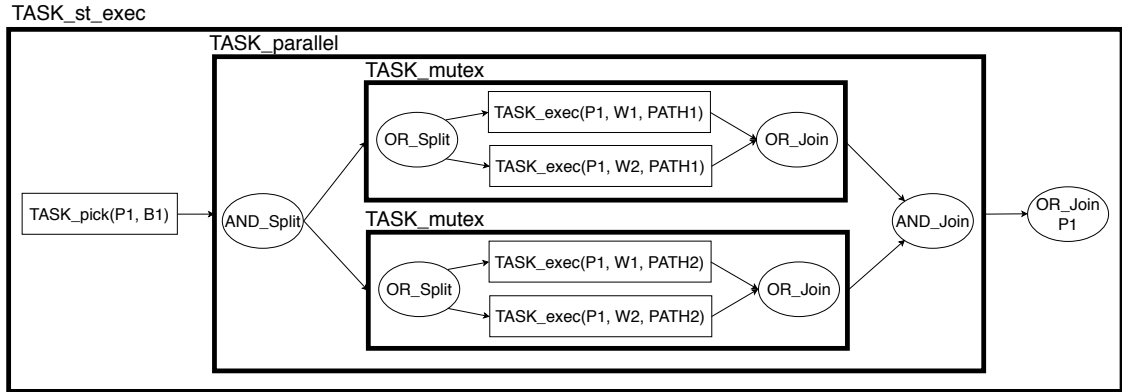 TASK_st_exec
TASK_parallel
TASK_mutex
OR_Split
TASK_exec(P1, W1, PATH1)
TASK_exec(P1, W2, PATH1)
OR_Join
TASK_pick(P1, B1)
AND_Split
TASK_mutex
OR_Split
TASK_exec(P1, W1, PATH2)
TASK_exec(P1, W2, PATH2)
OR_Join
AND_Join
OR_Join
P1